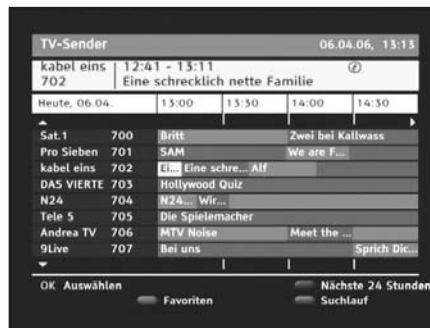 TV-Sender 06.04.06, 13:13
kabel eins 12:41 - 13:11
702 Eine schrecklich nette Familie
Heute, 06.04. 13:00 13:30 14:00 14:30
Sat.1 700 Britt Zwei bei Kallwass
Pro Sieben 701 SAM We are F...
kabel eins 702 Ei... Eine schre... Alf
DAS VIERTE 703 Hollywood Quiz
N24 704 N24... Wir...
Tele 5 705 Die Spielemacher
Andrea TV 706 MTV Noise Meet the ...
9Live 707 Bei uns Sprich Dic...
OK Auswählen Nächste 24 Stunden
Favoriten Suchlauf